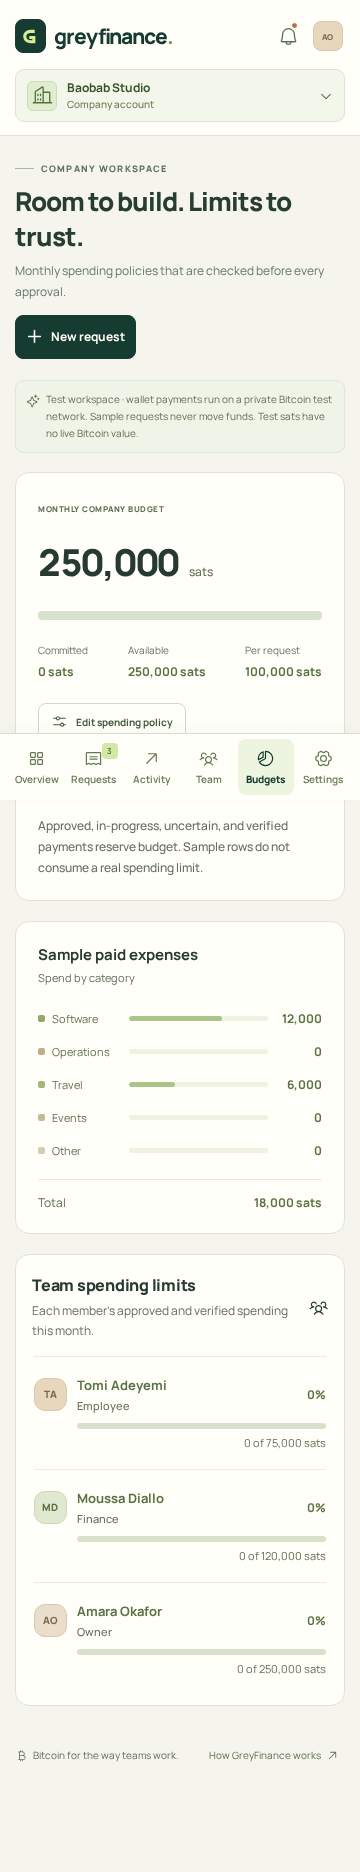 G greyfinance.
AO
Baobab Studio
Company account
COMPANY WORKSPACE
Room to build. Limits to
trust.
Monthly spending policies that are checked before every
approval.
New request
Test workspace · wallet payments run on a private Bitcoin test
network. Sample requests never move funds. Test sats have
no live Bitcoin value.
MONTHLY COMPANY BUDGET
250,000 sats
Committed Available Per request
0 sats 250,000 sats 100,000 sats
Edit spending policy
3
Overview Requests Activity Team Budgets Settings
Approved, in-progress, uncertain, and verified
payments reserve budget. Sample rows do not
consume a real spending limit.
Sample paid expenses
Spend by category
Software 12,000
Operations 0
Travel 6,000
Events 0
Other 0
Total 18,000 sats
Team spending limits
Each member's approved and verified spending
this month.
TA Tomi Adeyemi 0%
Employee
0 of 75,000 sats
MD Moussa Diallo 0%
Finance
0 of 120,000 sats
AO Amara Okafor 0%
Owner
0 of 250,000 sats
Bitcoin for the way teams work. How GreyFinance works